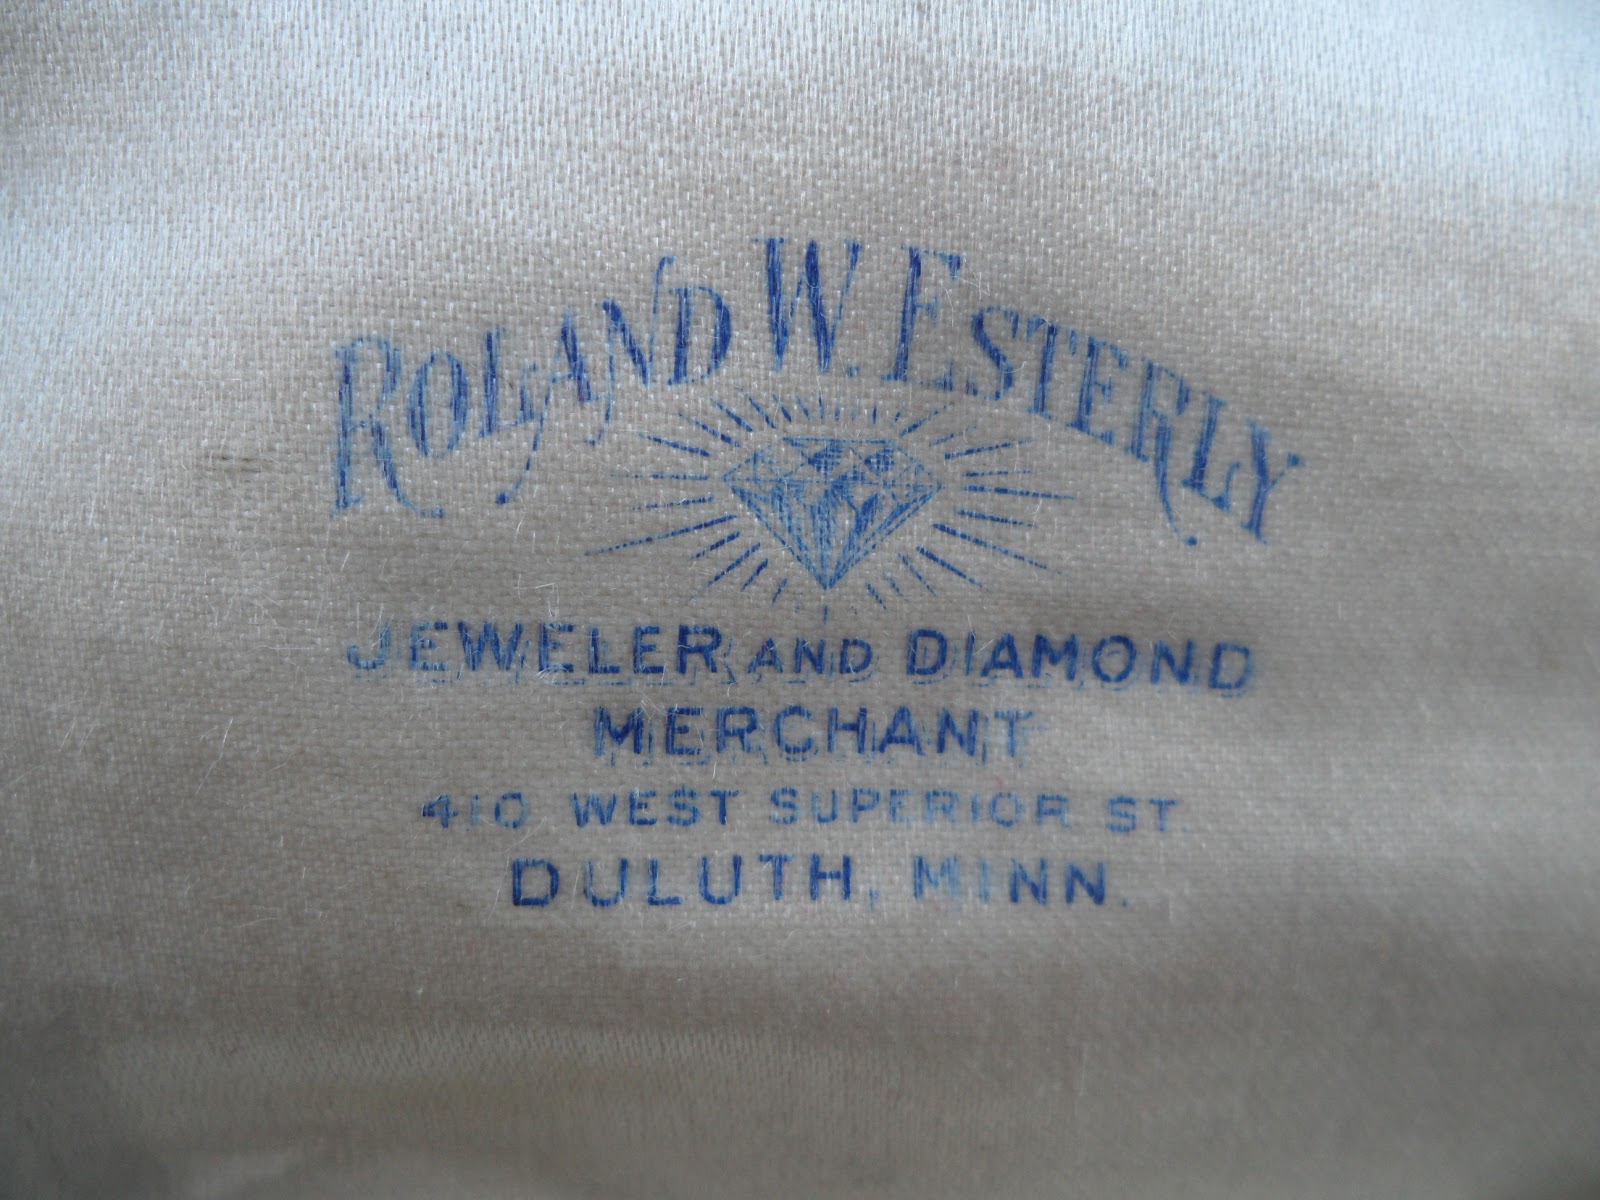 ROLAND W. ESTERLY
JEWELER AND DIAMOND
MERCHANT
410 WEST SUPERIOR ST.
DULUTH, MINN.